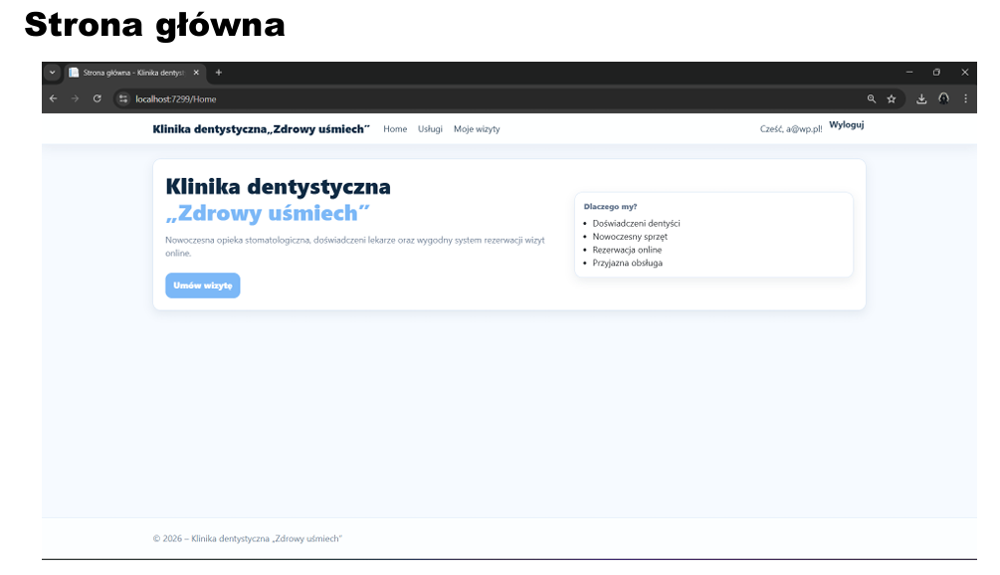 Strona główna
Strona główna - Klinika dentyst
localhost:7299/Home
Klinika dentystyczna„Zdrowy uśmiech”
Home
Usługi
Moje wizyty
Cześć, a@wp.pl!
Wyloguj
Klinika dentystyczna
„Zdrowy uśmiech”
Nowoczesna opieka stomatologiczna, doświadczeni lekarze oraz wygodny system rezerwacji wizyt
online.
Umów wizytę
Dlaczego my?
• Doświadczeni dentyści
• Nowoczesny sprzęt
• Rezerwacja online
• Przyjazna obsługa
© 2026 – Klinika dentystyczna „Zdrowy uśmiech”